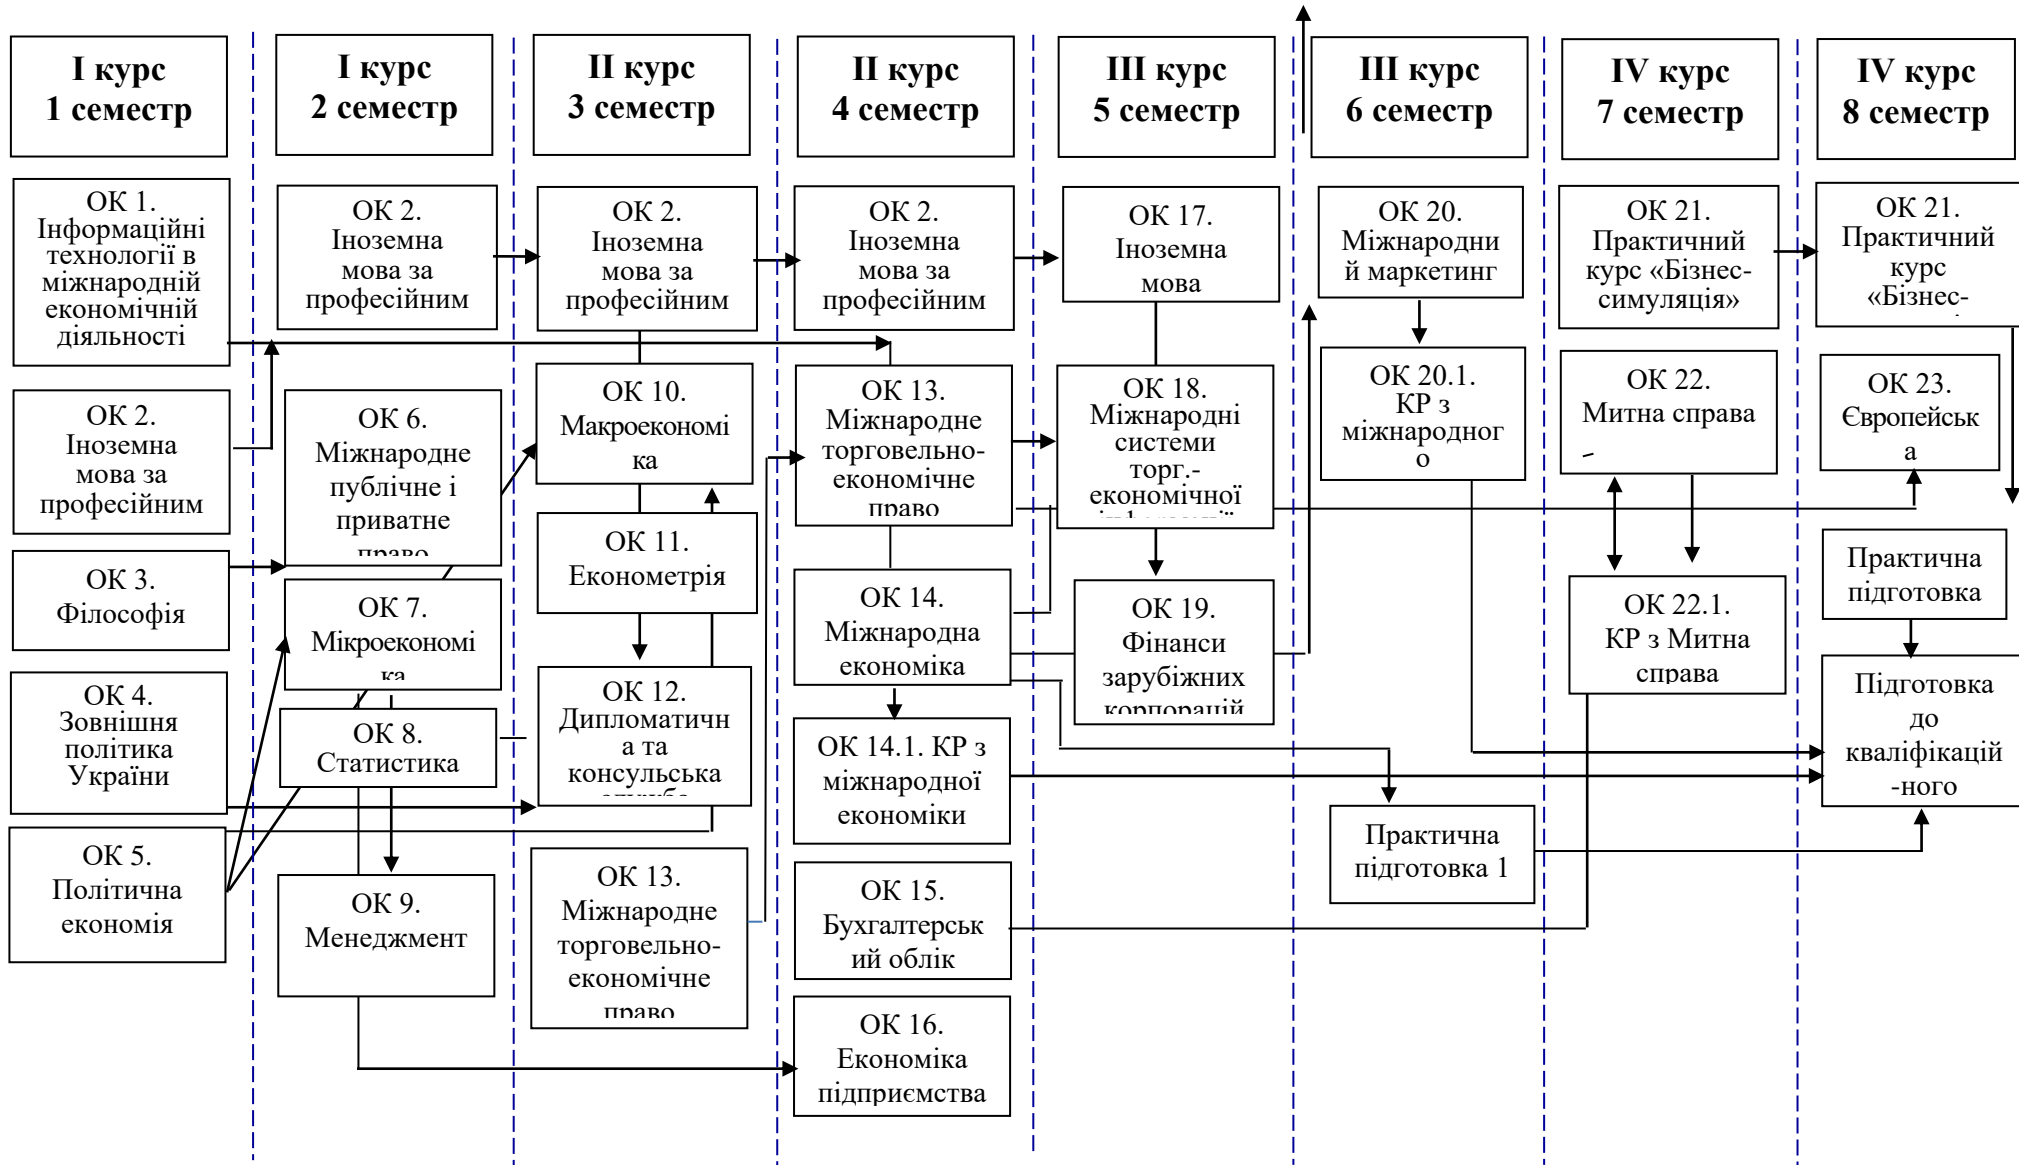 І курс
1 семестр
І курс
2 семестр
ІІ курс
3 семестр
ІІ курс
4 семестр
ІІІ курс
5 семестр
ІІІ курс
6 семестр
IV курс
7 семестр
IV курс
8 семестр
ОК 1.
Інформаційні
технології в
міжнародній
економічній
діяльності
ОК 2.
Іноземна
мова за
професійним
ОК 3.
Філософія
ОК 4.
Зовнішня
політика
України
ОК 5.
Політична
економія
ОК 2.
Іноземна
мова за
професійним
ОК 6.
Міжнародне
публічне і
приватне
право
ОК 7.
Мікроекономі
ка
ОК 8.
Статистика
ОК 9.
Менеджмент
ОК 2.
Іноземна
мова за
професійним
ОК 10.
Макроекономі
ка
ОК 11.
Економетрія
ОК 12.
Дипломатичн
а та
консульська
служба
ОК 13.
Міжнародне
торговельно-
економічне
право
ОК 2.
Іноземна
мова за
професійним
ОК 13.
Міжнародне
торговельно-
економічне
право
ОК 14.
Міжнародна
економіка
ОК 14.1. КР з
міжнародної
економіки
ОК 15.
Бухгалтерськ
ий облік
ОК 16.
Економіка
підприємства
ОК 17.
Іноземна
мова
ОК 18.
Міжнародні
системи
торг.-
економічної
ОК 19.
Фінанси
зарубіжних
корпорацій
ОК 20.
Міжнародни
й маркетинг
ОК 20.1.
КР з
міжнародног
о
Практична
підготовка 1
ОК 21.
Практичний
курс «Бізнес-
симуляція»
ОК 22.
Митна справа
ОК 22.1.
КР з Митна
справа
ОК 21.
Практичний
курс
«Бізнес-
ОК 23.
Європейськ
а
Практична
підготовка
Підготовка
до
кваліфікацій
-ного